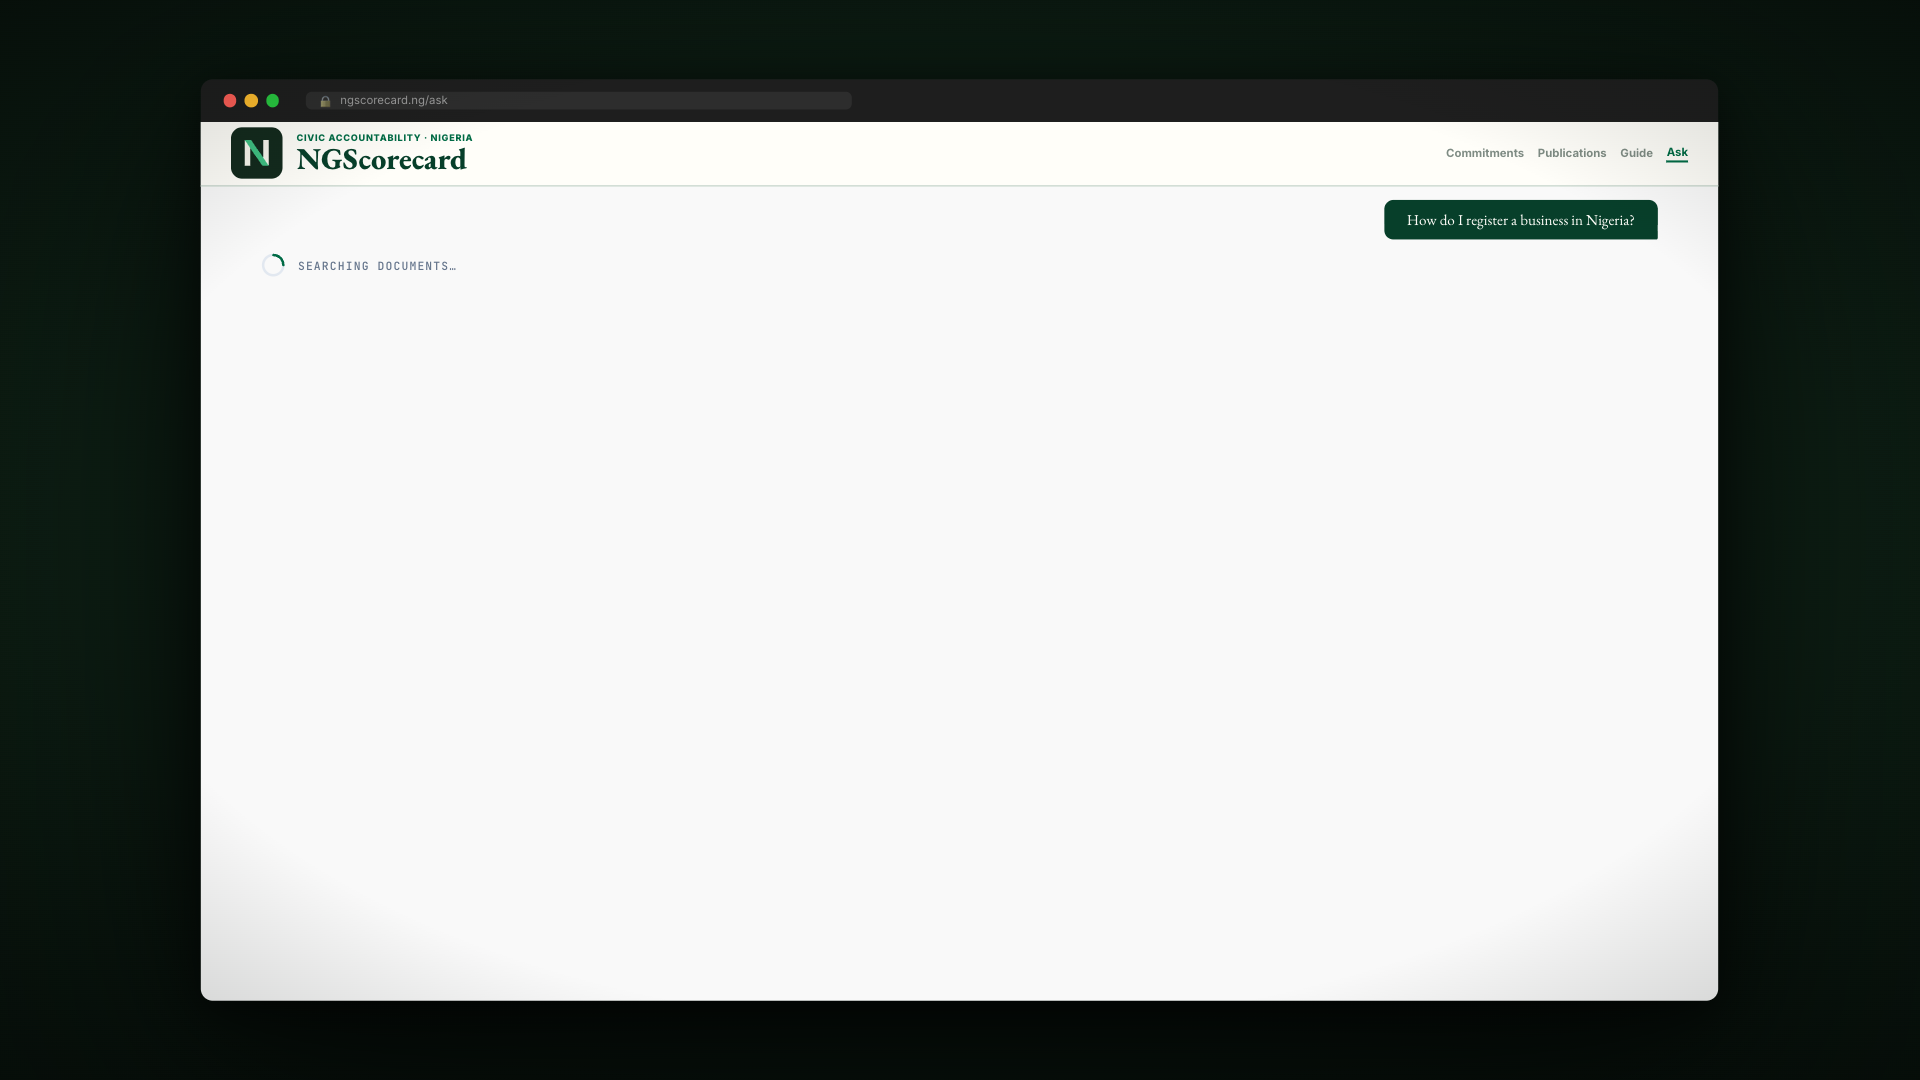 ngscorecard.ng/ask
N
CIVIC ACCOUNTABILITY · NIGERIA
NGScorecard
Commitments Publications Guide Ask
How do I register a business in Nigeria?
SEARCHING DOCUMENTS…